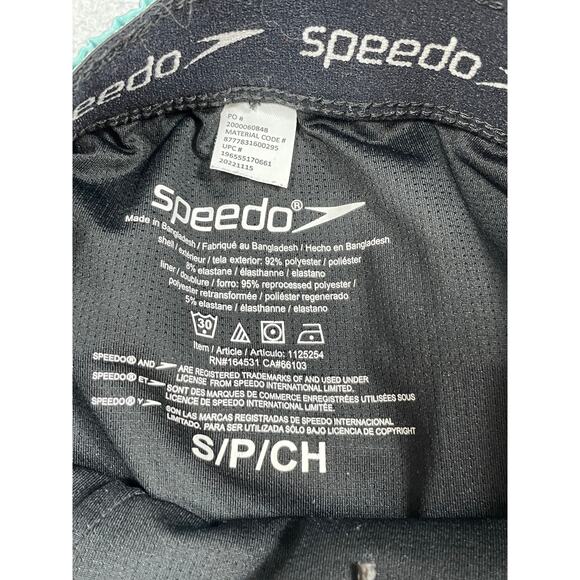 eedo speedo
PO #
2000060848
MATERIAL CODE #
8777831600295
UPC #
196555170661
20221115
speedo®
Made in Bangladesh / Fabriqué au Bangladesh / Hecho en Bangladesh
shell / extérieur / tela exterior: 92% polyester / poliéster
8% elastane / élasthanne / elastano
liner / doublure / forro: 95% reprocessed polyester /
polyester retransformée / poliéster regenerado
5% elastane / élasthanne / elastano
30
Item / Article / Artículo: 1125254
RN#164531 CA#66103
SPEEDO® AND ARE REGISTERED TRADEMARKS OF AND USED UNDER
LICENSE FROM SPEEDO INTERNATIONAL LIMITED.
SPEEDO® ET SONT DES MARQUES DE COMMERCE ENREGISTRÉES UTILISÉES SOUS
LICENCE DE SPEEDO INTERNATIONAL LIMITED.
SPEEDO® Y SON LAS MARCAS REGISTRADAS DE SPEEDO INTERNACIONAL
LIMITADO. PARA SER UTILIZADA SÓLO BAJO LICENCIA DE COPYRIGHT
S/P/CH